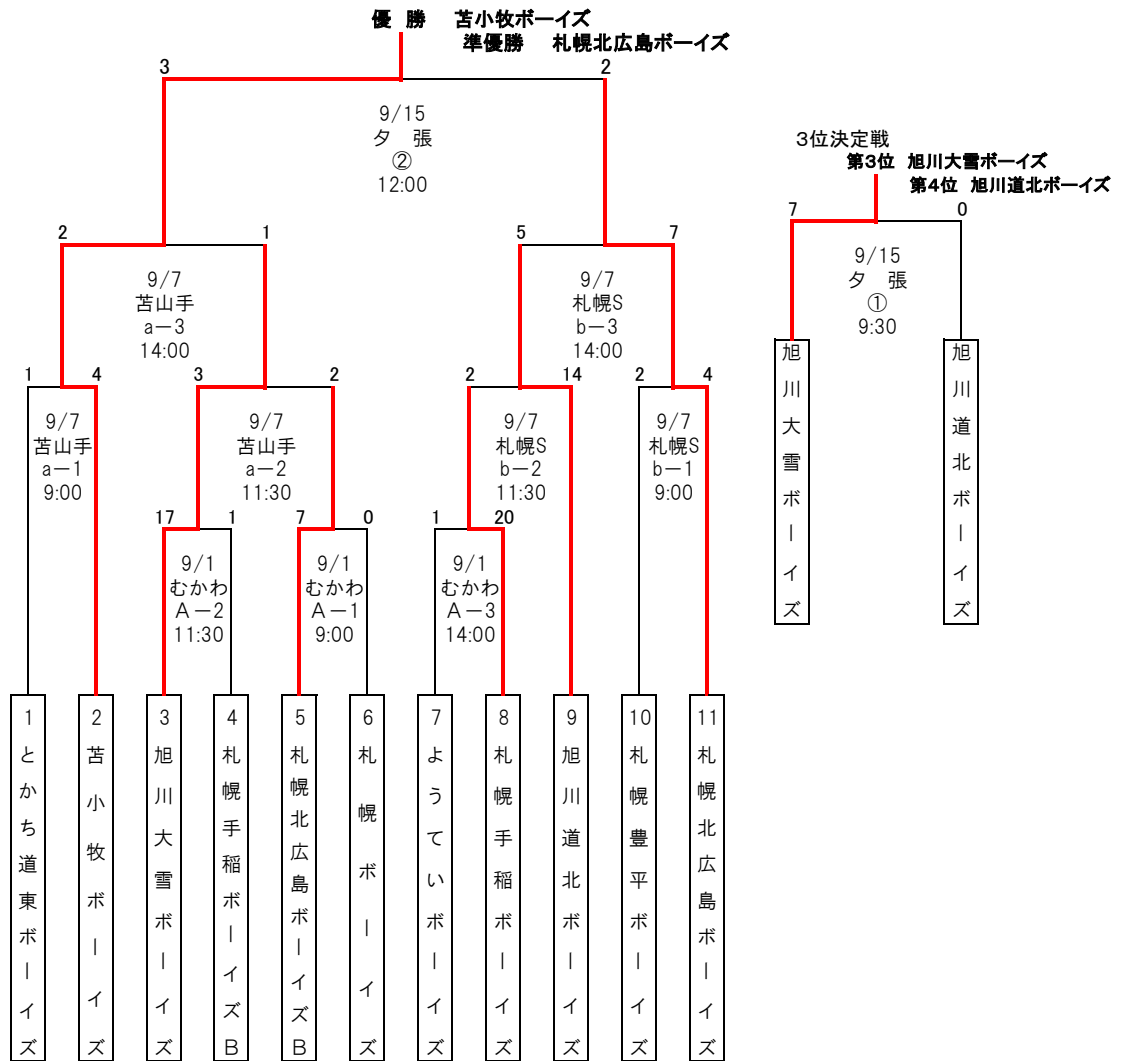 優 勝　苫小牧ボーイズ
準優勝　札幌北広島ボーイズ
3
2
9/15
夕 張
②
12:00
3位決定戦
第3位 旭川大雪ボーイズ
第4位 旭川道北ボーイズ
7
0
9/15
夕 張
①
9:30
旭川大雪ボーイズ
旭川道北ボーイズ
2
1
5
7
9/7
苫山手
a－3
14:00
9/7
札幌S
b－3
14:00
1
4
3
2
2
14
2
4
9/7
苫山手
a－1
9:00
9/7
苫山手
a－2
11:30
9/7
札幌S
b－2
11:30
9/7
札幌S
b－1
9:00
17
1
7
0
1
20
9/1
むかわ
A－2
11:30
9/1
むかわ
A－1
9:00
9/1
むかわ
A－3
14:00
1 とかち道東ボーイズ
2 苫小牧ボーイズ
3 旭川大雪ボーイズ
4 札幌手稲ボーイズB
5 札幌北広島ボーイズB
6 札幌ボーイズ
7 ようていボーイズ
8 札幌手稲ボーイズ
9 旭川道北ボーイズ
10 札幌豊平ボーイズ
11 札幌北広島ボーイズ